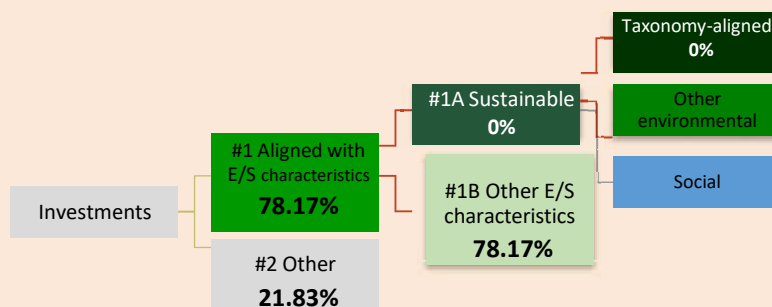 Taxonomy-aligned
0%
#1A Sustainable
0%
Other
environmental
#1 Aligned with
E/S characteristics
78.17%
Social
#1B Other E/S
characteristics
78.17%
Investments
#2 Other
21.83%